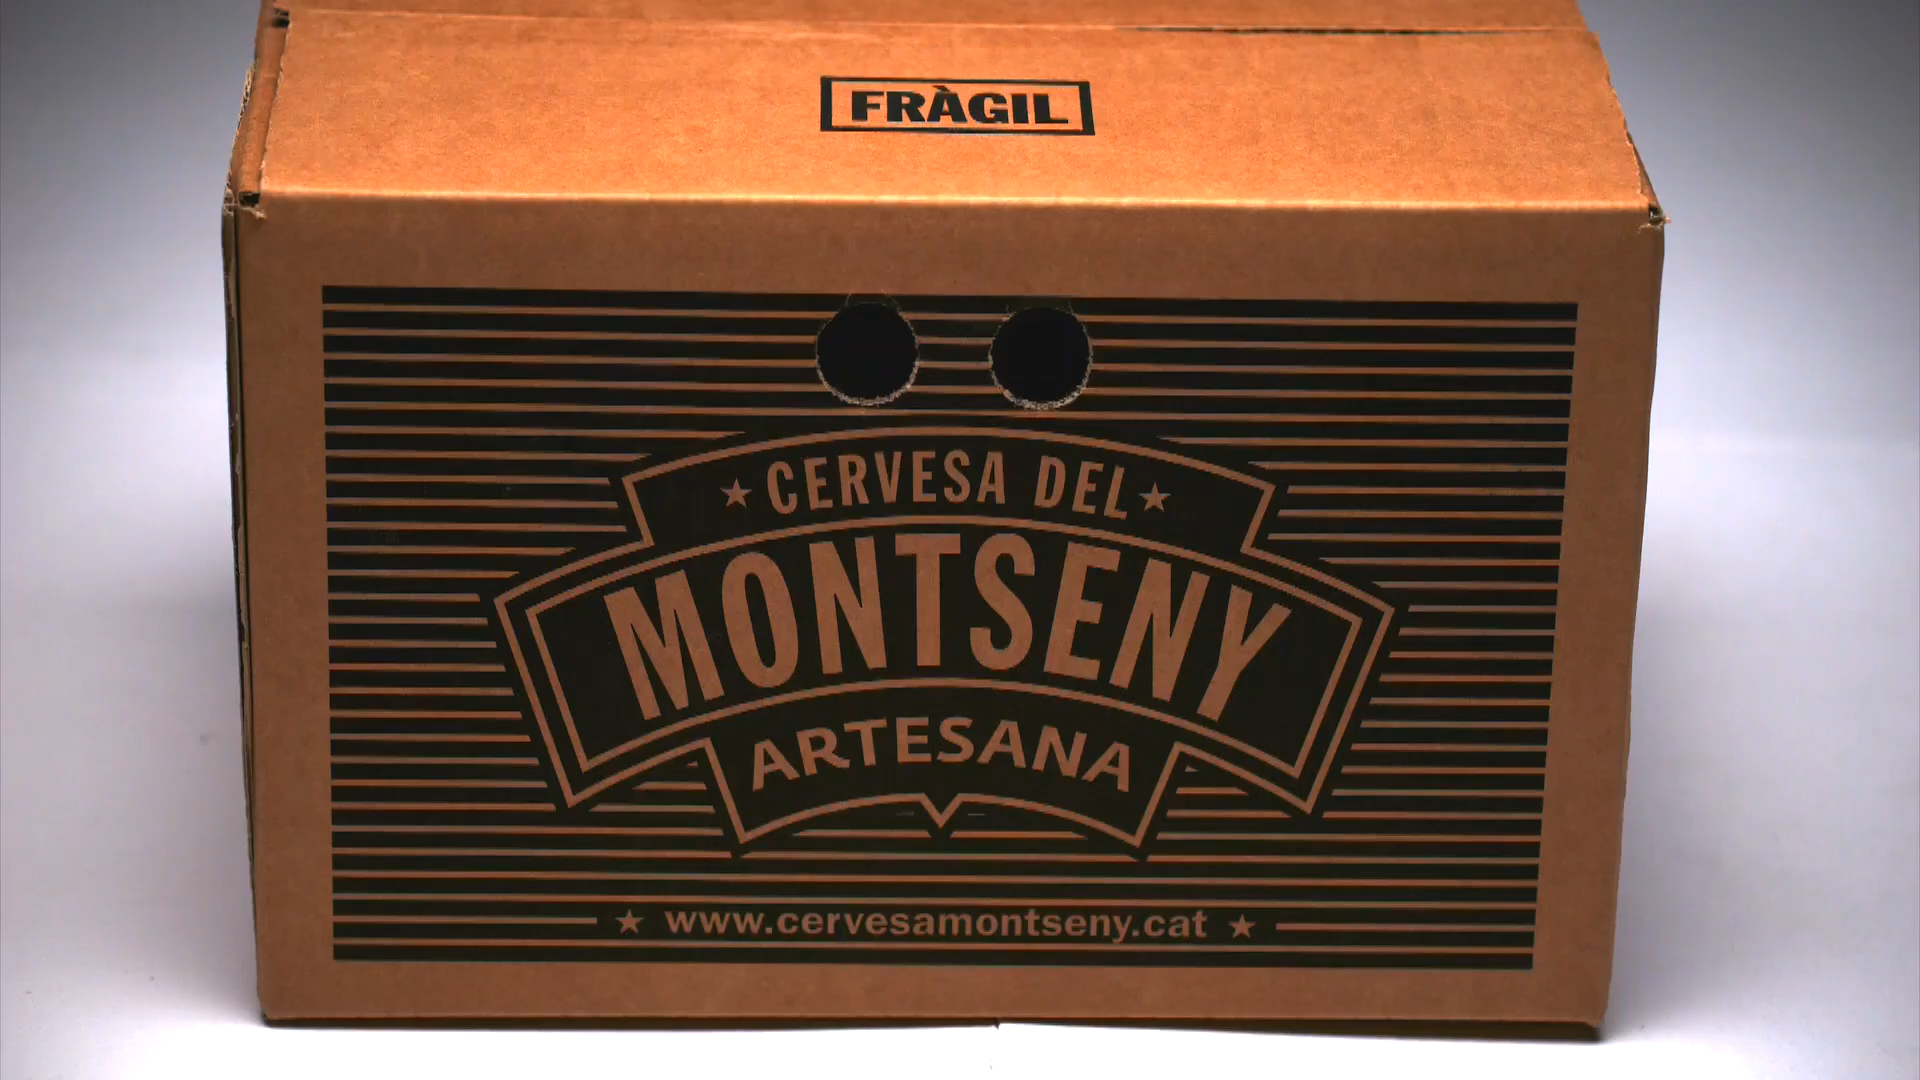 FRÀGIL
★ CERVESA DEL ★
MONTSENY
ARTESANA
★ www.cervesamontseny.cat ★